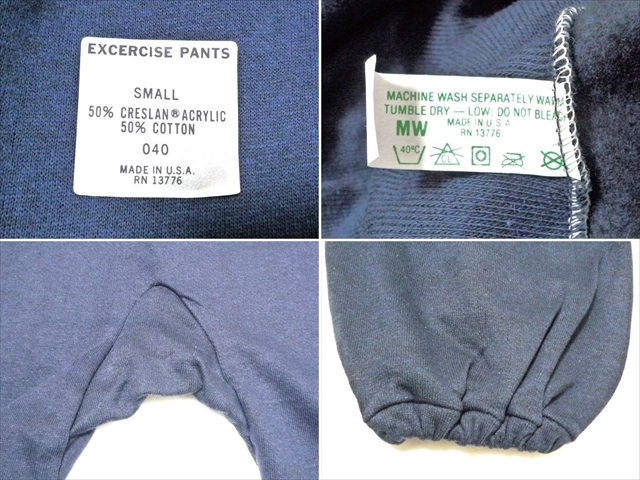 EXCERCISE PANTS
SMALL
50% CRESLAN® ACRYLIC
50% COTTON
040
MADE IN U.S.A.
RN 13776
MACHINE WASH SEPARATELY WARM
TUMBLE DRY — LOW: DO NOT BLEACH
MW
MADE IN U.S.A
RN 13776
40°C
CL